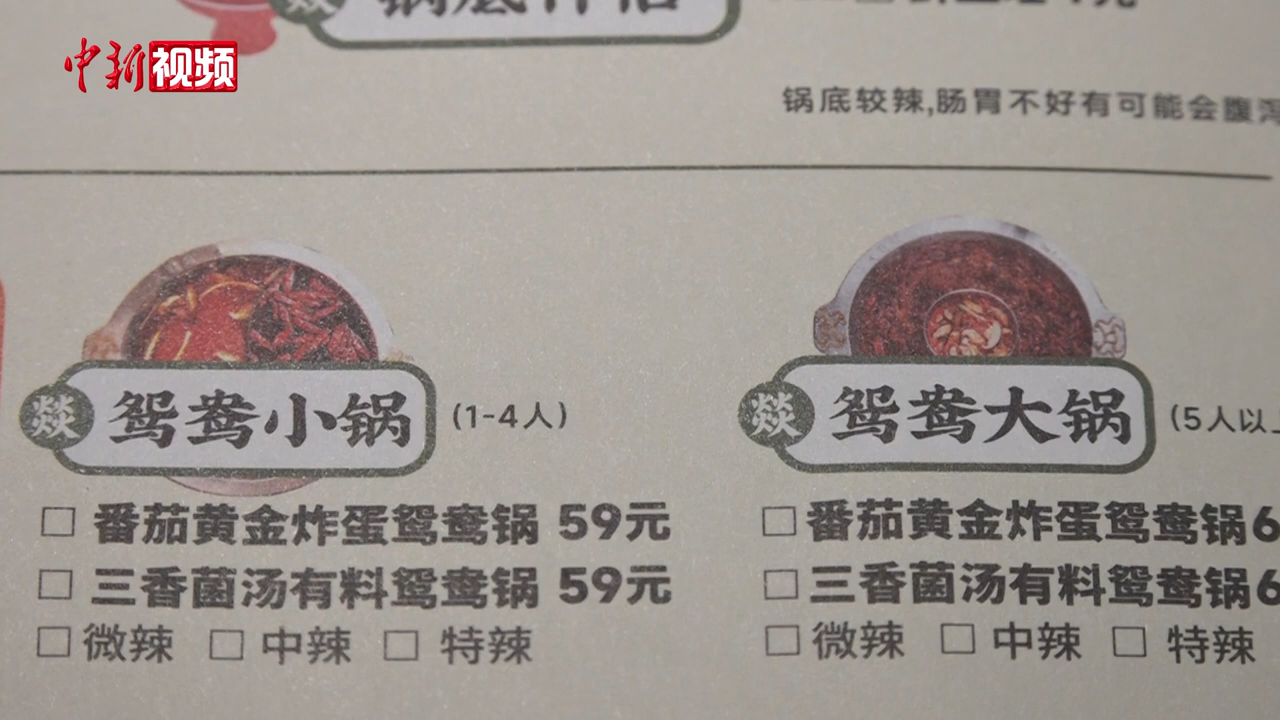 中新视频
锅底较辣,肠胃不好有可能会腹泻
燚 鸳鸯小锅 (1-4人)
番茄黄金炸蛋鸳鸯锅 59元
三香菌汤有料鸳鸯锅 59元
微辣 中辣 特辣
燚 鸳鸯大锅 (5人以
番茄黄金炸蛋鸳鸯锅 6
三香菌汤有料鸳鸯锅 6
微辣 中辣 特辣